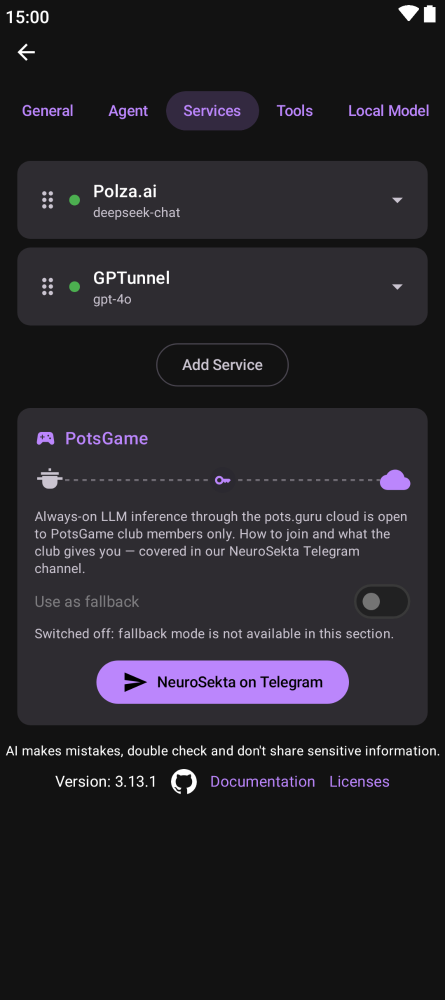 15:00
General
Agent
Services
Tools
Local Model
Polza.ai
deepseek-chat
GPTunnel
gpt-4o
Add Service
PotsGame
Always-on LLM inference through the pots.guru cloud is open
to PotsGame club members only. How to join and what the
club gives you — covered in our NeuroSekta Telegram
channel.
Use as fallback
Switched off: fallback mode is not available in this section.
NeuroSekta on Telegram
AI makes mistakes, double check and don't share sensitive information.
Version: 3.13.1
Documentation
Licenses